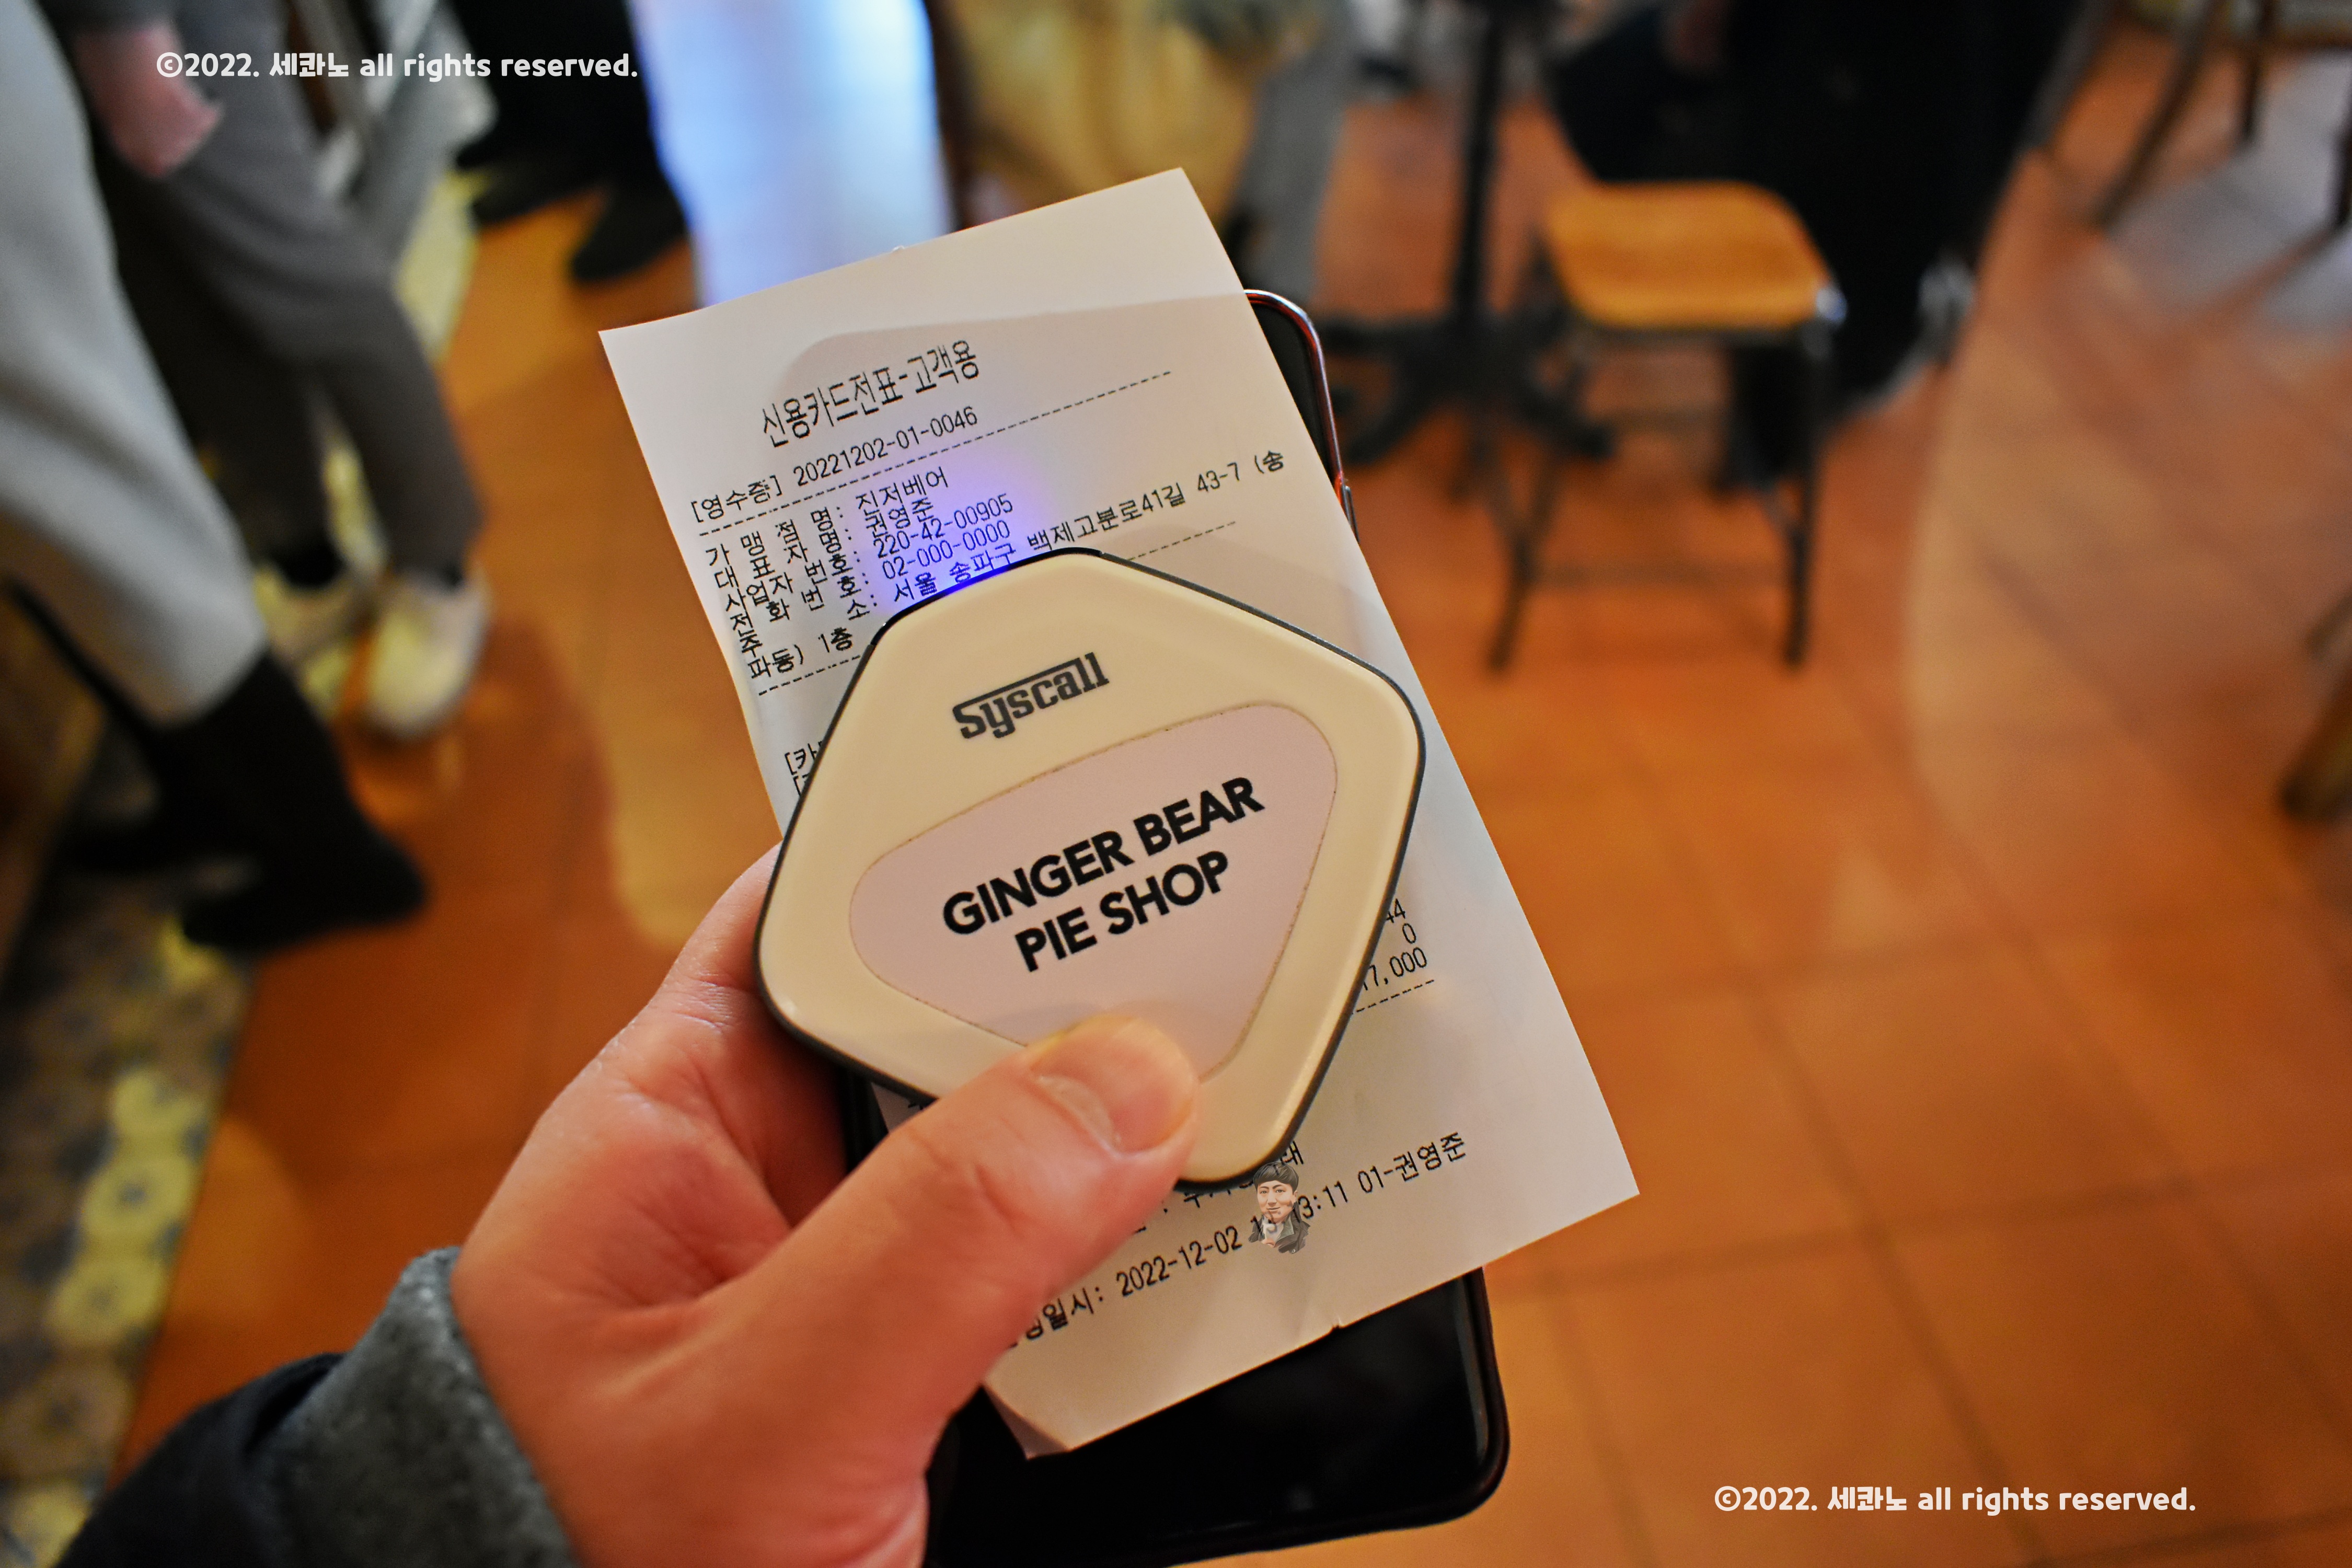 ©2022. 세콰노 all rights reserved.
신용카드전표-고객용
[영수증] 20221202-01-0046
가 맹 점 명: 진저베어
대 표 자 명: 권영준
사업자 번호: 220-42-00905
전 화 번 호: 02-000-0000
주 소: 서울 송파구 백제고분로41길 43-7 (송
파동) 1층
Syscall
GINGER BEAR
PIE SHOP
44
0
17,000
2022-12-02 13:11 01-권영준
©2022. 세콰노 all rights reserved.